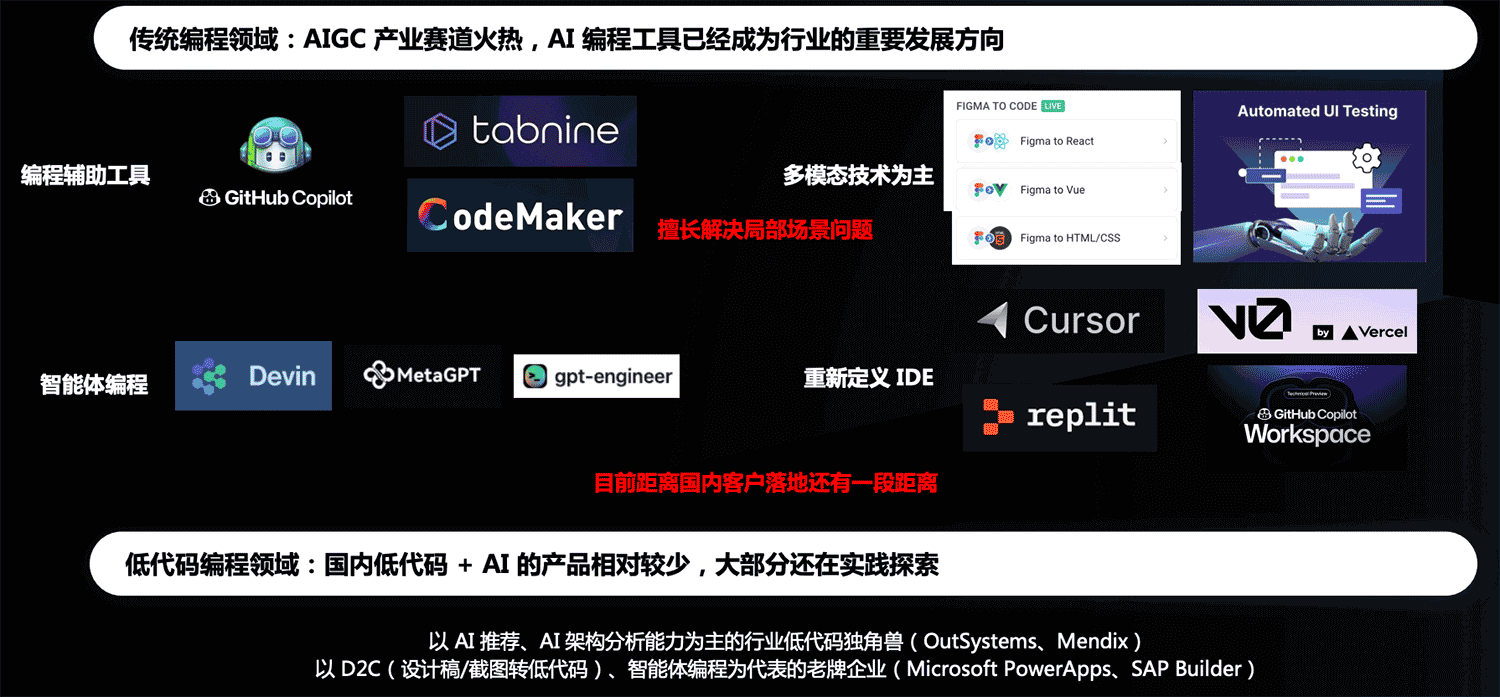 传统编程领域：AIGC 产业赛道火热，AI 编程工具已经成为行业的重要发展方向
编程辅助工具
GitHub Copilot
tabnine
CodeMaker
擅长解决局部场景问题
多模态技术为主
FIGMA TO CODE LIVE
Figma to React
Figma to Vue
Figma to HTML/CSS
Automated UI Testing
智能体编程
Devin
MetaGPT
gpt-engineer
重新定义 IDE
Cursor
v0 by Vercel
replit
Technical Preview
GitHub Copilot
Workspace
目前距离国内客户落地还有一段距离
低代码编程领域：国内低代码 + AI 的产品相对较少，大部分还在实践探索
以 AI 推荐、AI 架构分析能力为主的行业低代码独角兽（OutSystems、Mendix）
以 D2C（设计稿/截图转低代码）、智能体编程为代表的老牌企业（Microsoft PowerApps、SAP Builder）